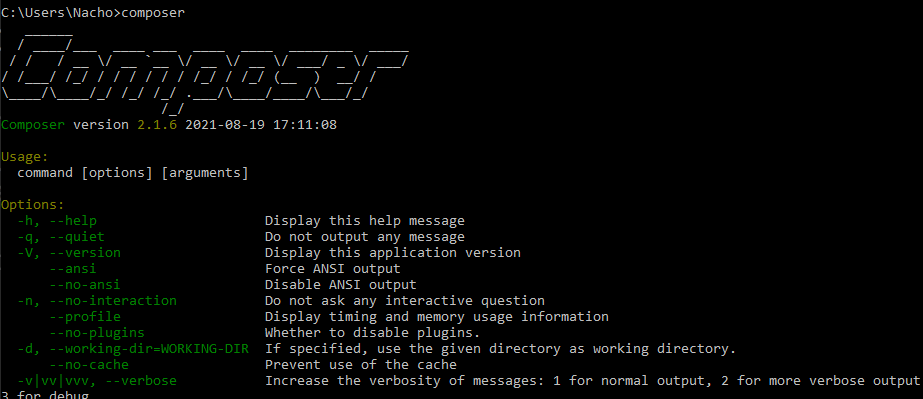 C:\Users\Nacho>composer
Composer
Composer version 2.1.6 2021-08-19 17:11:08
Usage:
command [options] [arguments]
Options:
-h, --help Display this help message
-q, --quiet Do not output any message
-V, --version Display this application version
--ansi Force ANSI output
--no-ansi Disable ANSI output
-n, --no-interaction Do not ask any interactive question
--profile Display timing and memory usage information
--no-plugins Whether to disable plugins.
-d, --working-dir=WORKING-DIR If specified, use the given directory as working directory.
--no-cache Prevent use of the cache
-v|vv|vvv, --verbose Increase the verbosity of messages: 1 for normal output, 2 for more verbose output
3 for debug